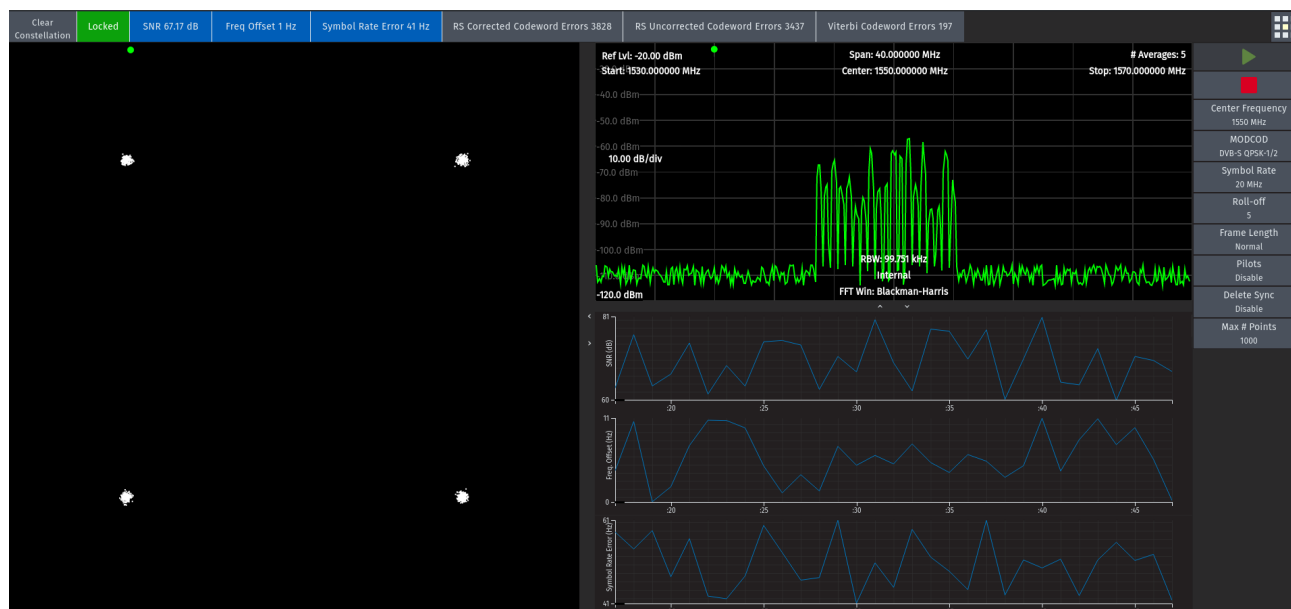 Clear
Constellation
Locked
SNR 67.17 dB
Freq Offset 1 Hz
Symbol Rate Error 41 Hz
RS Corrected Codeword Errors 3828
RS Uncorrected Codeword Errors 3437
Viterbi Codeword Errors 197
Ref Lvl: -20.00 dBm
Span: 40.000000 MHz
# Averages: 5
Start: 1530.000000 MHz
Center: 1550.000000 MHz
Stop: 1570.000000 MHz
-40.0 dBm
-50.0 dBm
-60.0 dBm
10.00 dB/div
-70.0 dBm
-80.0 dBm
-90.0 dBm
-100.0 dBm
RBW: 99.751 kHz
Internal
-120.0 dBm
FFT Win: Blackman-Harris
Center Frequency
1550 MHz
MODCOD
DVB-S QPSK-1/2
Symbol Rate
20 MHz
Roll-off
5
Frame Length
Normal
Pilots
Disable
Delete Sync
Disable
Max # Points
1000
81
SNR (dB)
60
:20
:25
:30
:35
:40
:45
11
Freq. Offset (Hz)
0
:20
:25
:30
:35
:40
:45
61
Symbol Rate Error (Hz)
41
:20
:25
:30
:35
:40
:45